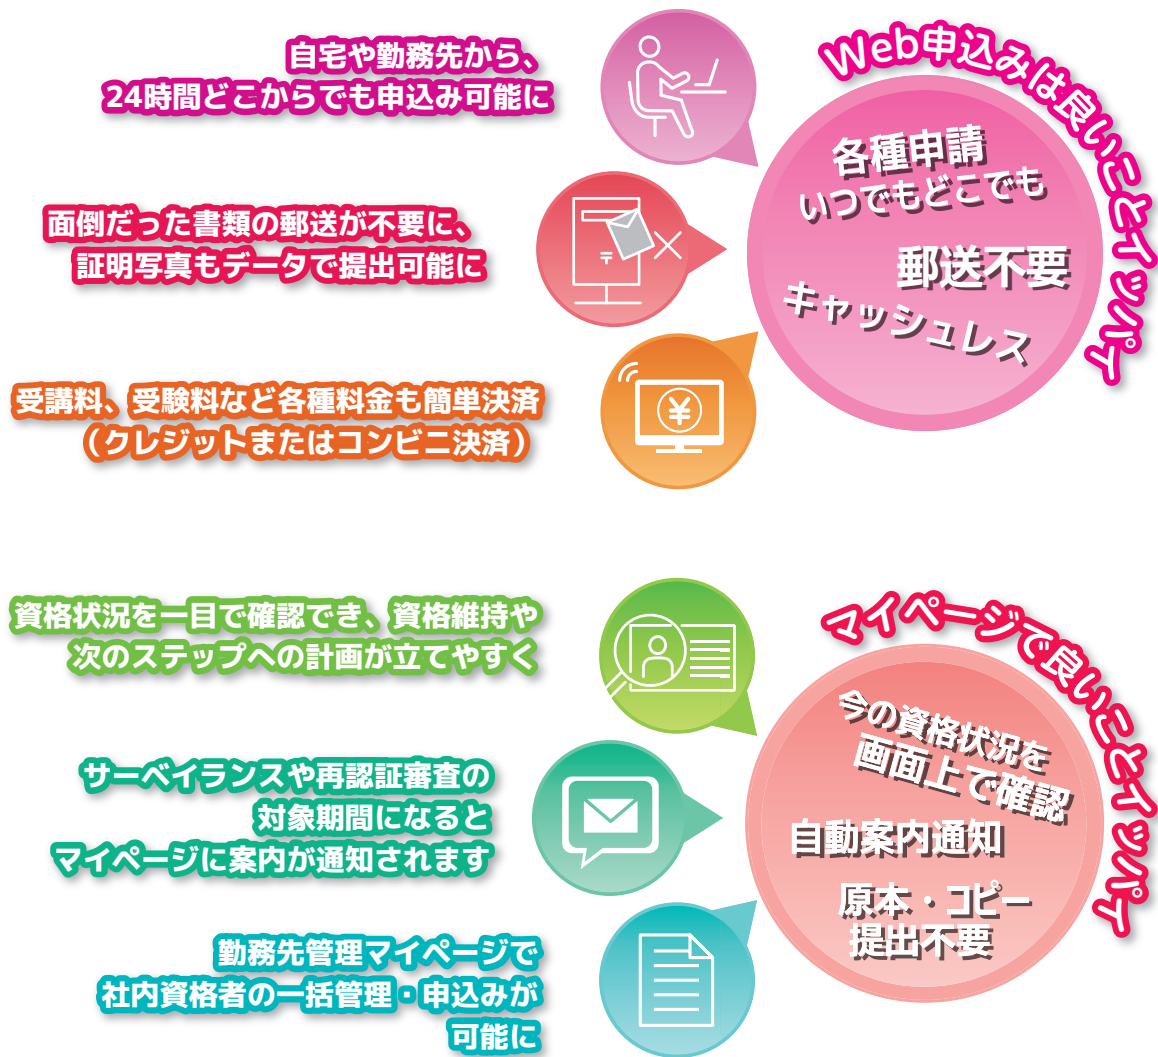 Web申込みは良いことイッパイ
各種申請
いつでもどこでも
郵送不要
キャッシュレス
自宅や勤務先から、
24時間どこからでも申込み可能に
面倒だった書類の郵送が不要に、
証明写真もデータで提出可能に
受講料、受験料など各種料金も簡単決済
（クレジットまたはコンビニ決済）
マイページで良いことイッパイ
今の資格状況を
画面上で確認
自動案内通知
原本・コピー
提出不要
資格状況を一目で確認でき、資格維持や
次のステップへの計画が立てやすく
サーベイランスや再認証審査の
対象期間になると
マイページに案内が通知されます
勤務先管理マイページで
社内資格者の一括管理・申込みが
可能に